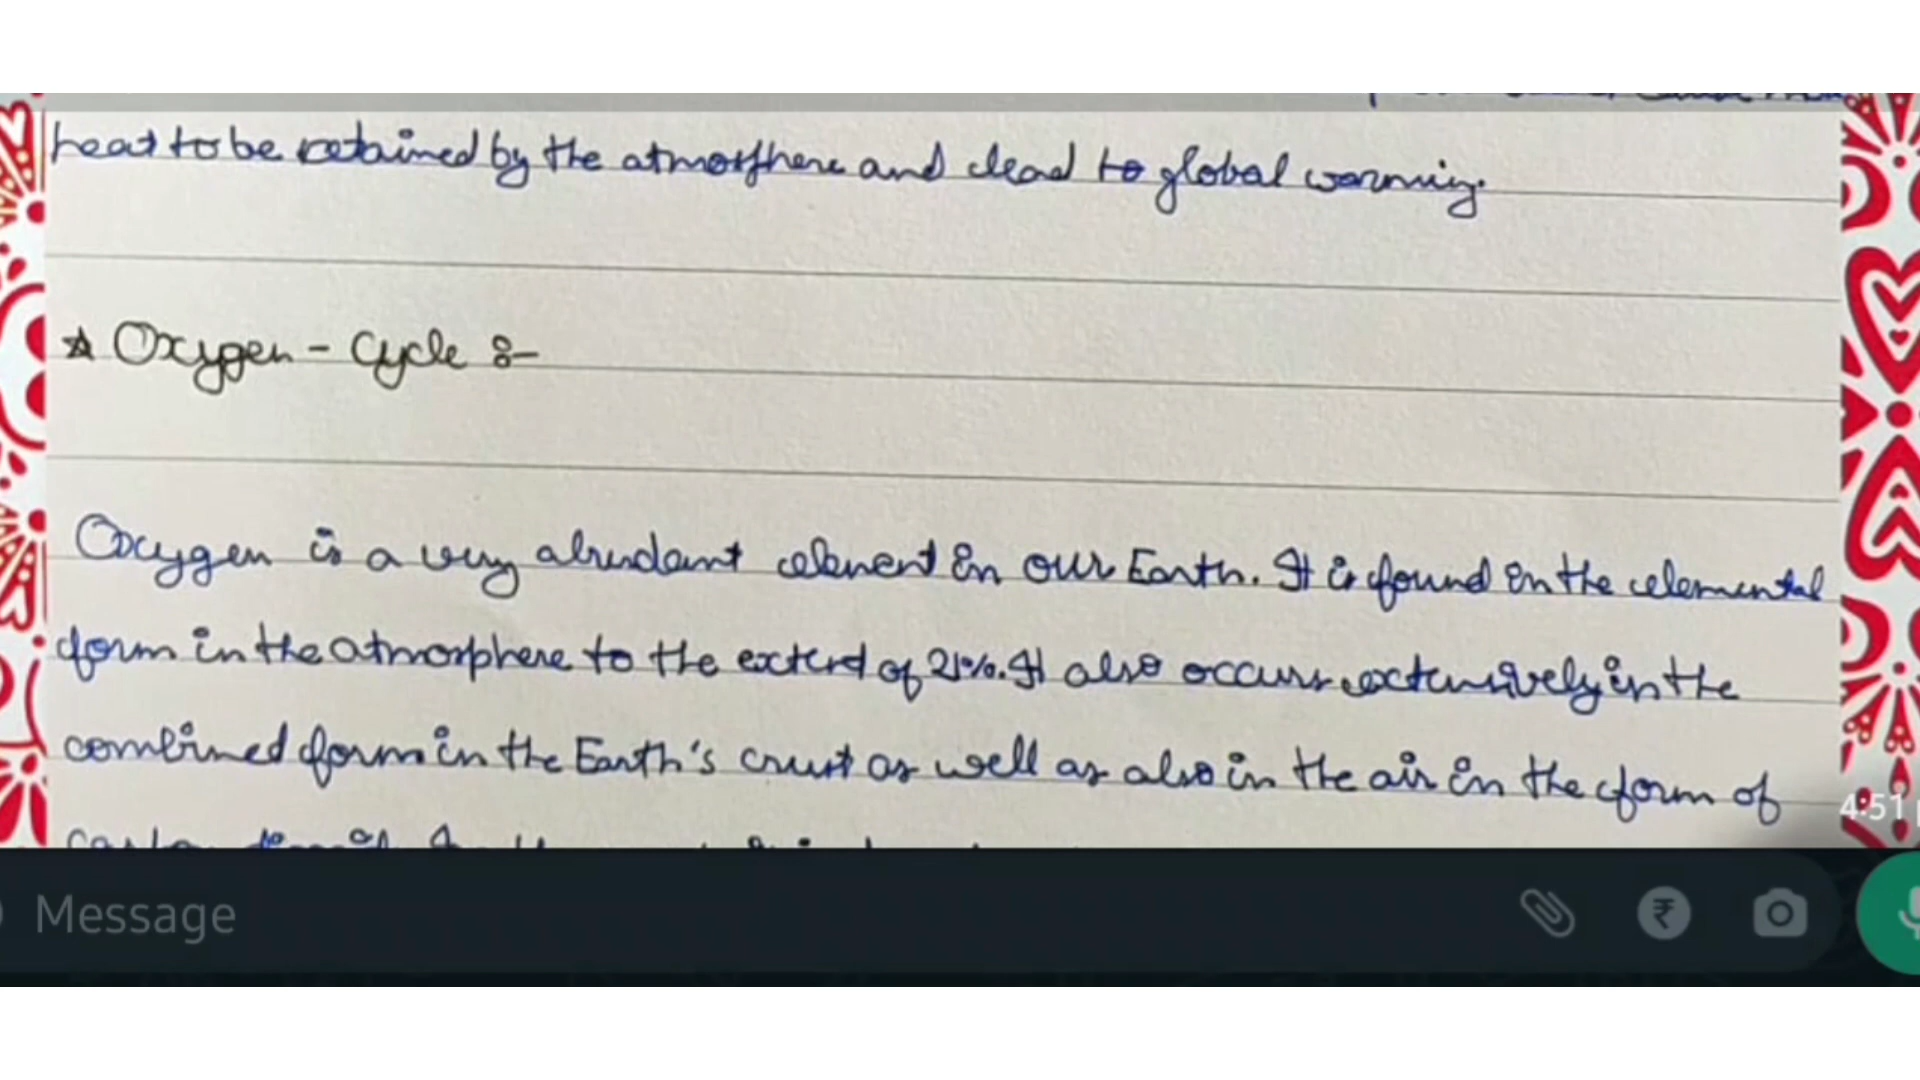 heat to be retained by the atmosphere and lead to global warming.
☆ Oxygen - Cycle :-
Oxygen is a very abundant element in our Earth. It is found in the elemental
form in the atmosphere to the extent of 21%. It also occurs extensively in the
combined form in the Earth's crust as well as also in the air in the form of
4:51
Message